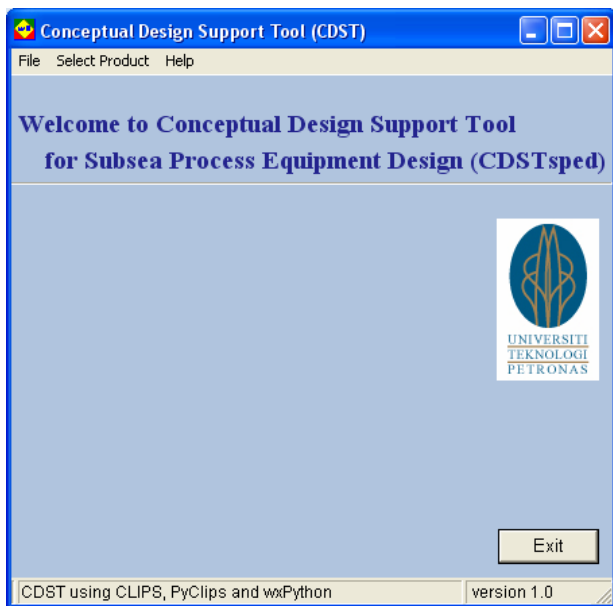 Conceptual Design Support Tool (CDST)
File Select Product Help
Welcome to Conceptual Design Support Tool
for Subsea Process Equipment Design (CDSTsped)
UNIVERSITI
TEKNOLOGI
PETRONAS
Exit
CDST using CLIPS, PyClips and wxPython version 1.0